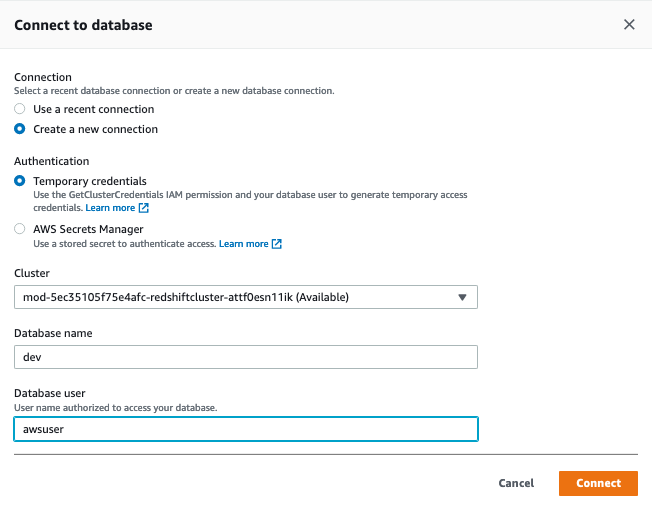 Connect to database
Connection
Select a recent database connection or create a new database connection.
Use a recent connection
Create a new connection
Authentication
Temporary credentials
Use the GetClusterCredentials IAM permission and your database user to generate temporary access
credentials. Learn more
AWS Secrets Manager
Use a stored secret to authenticate access. Learn more
Cluster
mod-5ec35105f75e4afc-redshiftcluster-attf0esn11ik (Available)
Database name
dev
Database user
User name authorized to access your database.
awsuser
Cancel
Connect